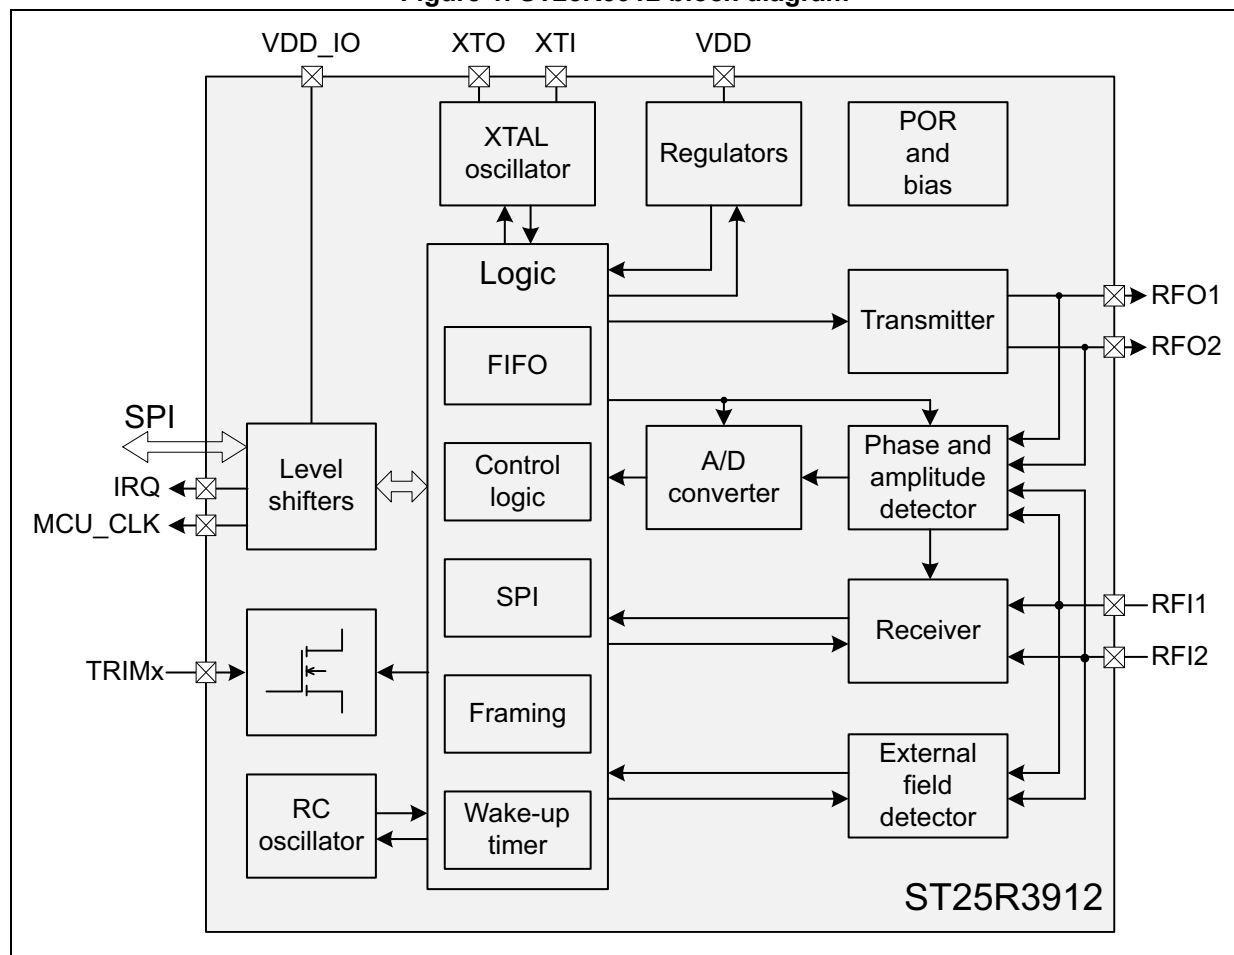 VDD_IO
XTO
XTI
VDD
XTAL
oscillator
Regulators
POR
and
bias
Logic
FIFO
Transmitter
RFO1
RFO2
SPI
Level
shifters
IRQ
MCU_CLK
Control
logic
A/D
converter
Phase and
amplitude
detector
SPI
Receiver
RFI1
RFI2
TRIMx
Framing
External
field
detector
RC
oscillator
Wake-up
timer
ST25R3912